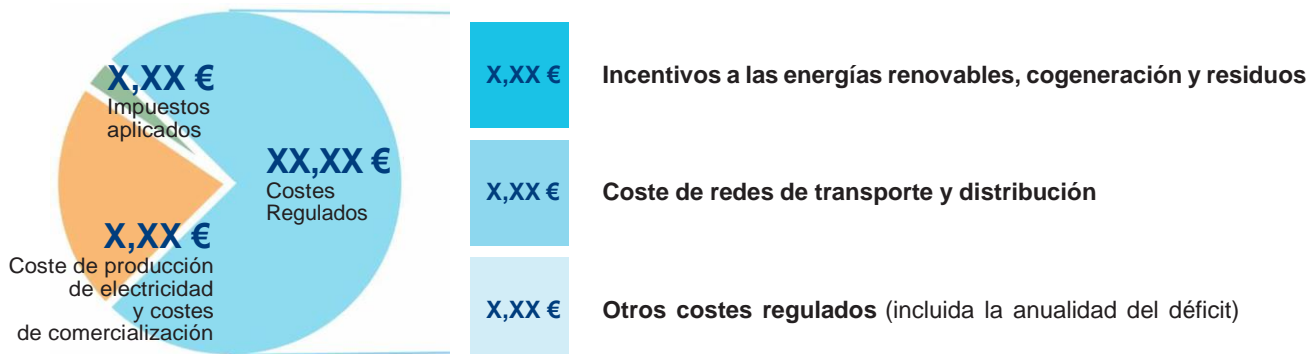 X,XX €
Impuestos
aplicados
XX,XX €
Costes
Regulados
X,XX €
Coste de producción
de electricidad
y costes
de comercialización
X,XX € Incentivos a las energías renovables, cogeneración y residuos
X,XX € Coste de redes de transporte y distribución
X,XX € Otros costes regulados (incluida la anualidad del déficit)